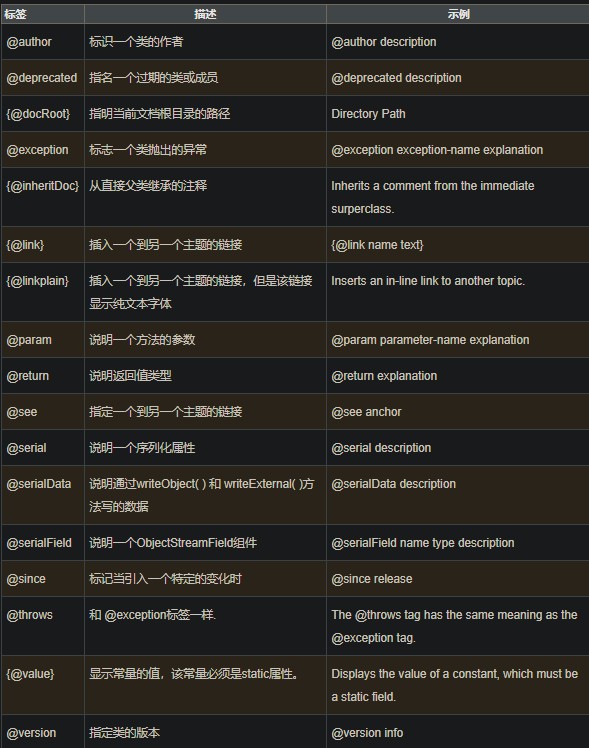 标签 描述 示例
@author 标识一个类的作者 @author description
@deprecated 指名一个过期的类或成员 @deprecated description
{@docRoot} 指明当前文档根目录的路径 Directory Path
@exception 标志一个类抛出的异常 @exception exception-name explanation
{@inheritDoc} 从直接父类继承的注释 Inherits a comment from the immediate
surperclass.
{@link} 插入一个到另一个主题的链接 {@link name text}
{@linkplain} 插入一个到另一个主题的链接，但是该链接 Inserts an in-line link to another topic.
显示纯文本字体
@param 说明一个方法的参数 @param parameter-name explanation
@return 说明返回值类型 @return explanation
@see 指定一个到另一个主题的链接 @see anchor
@serial 说明一个序列化属性 @serial description
@serialData 说明通过writeObject( ) 和 writeExternal( )方 @serialData description
法写的数据
@serialField 说明一个ObjectStreamField组件 @serialField name type description
@since 标记当引入一个特定的变化时 @since release
@throws 和 @exception标签一样. The @throws tag has the same meaning as the
@exception tag.
{@value} 显示常量的值，该常量必须是static属性。 Displays the value of a constant, which must be
a static field.
@version 指定类的版本 @version info